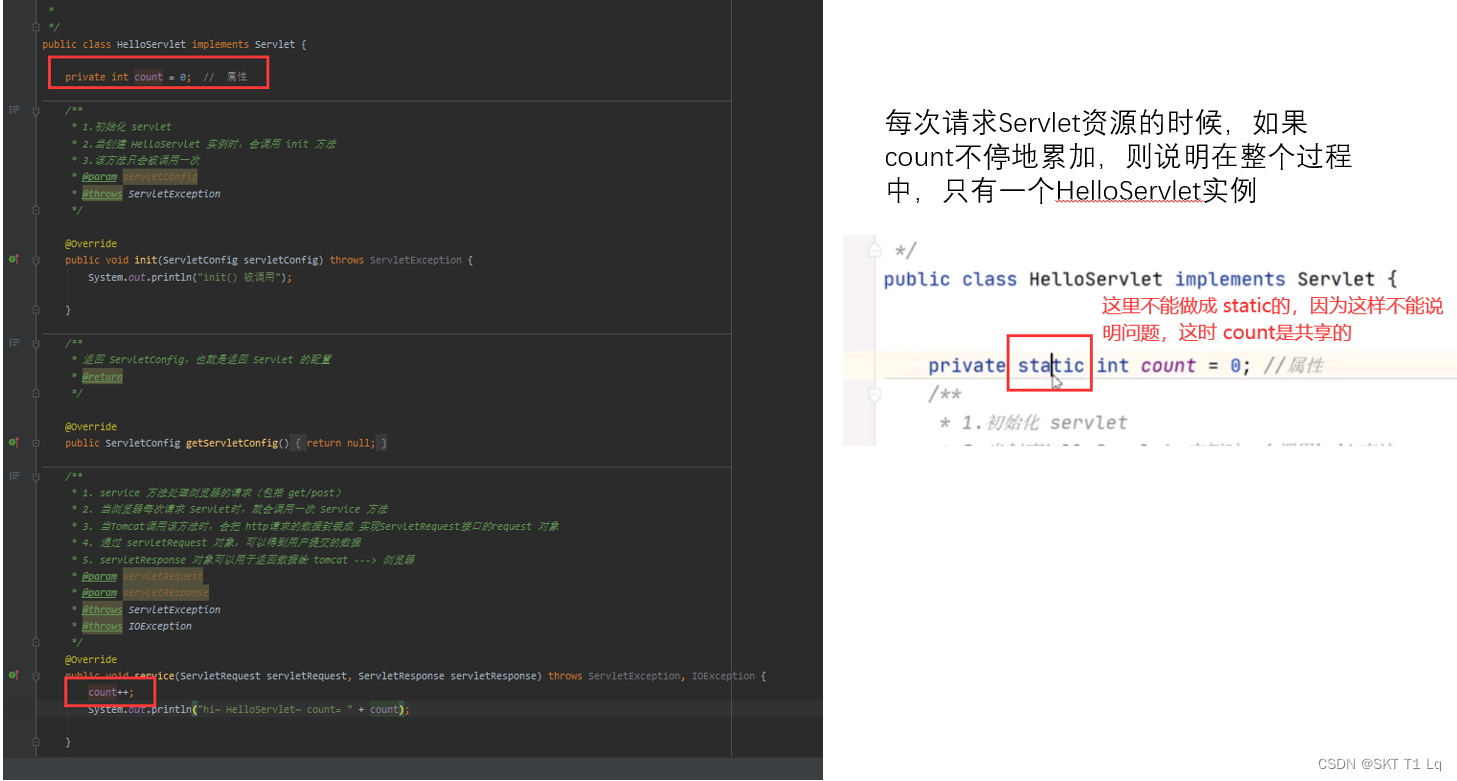 *
*/
public class HelloServlet implements Servlet {
private int count = 0;  //  属性
/**
* 1.初始化 servlet
* 2.当创建 HelloServlet 实例时，会调用 init 方法
* 3.该方法只会被调用一次
* @param servletConfig
* @throws ServletException
*/
@Override
public void init(ServletConfig servletConfig) throws ServletException {
System.out.println("init() 被调用");
}
/**
* 返回 ServletConfig，也就是返回 Servlet 的配置
* @return
*/
@Override
public ServletConfig getServletConfig() { return null; }
/**
* 1. service 方法处理浏览器的请求（包括 get/post）
* 2. 当浏览器每次请求 Servlet时，就会调用一次 Service 方法
* 3. 当Tomcat调用该方法时，会把 http请求的数据封装成 实现ServletRequest接口的request 对象
* 4. 通过 servletRequest 对象，可以得到用户提交的数据
* 5. servletResponse 对象可以用于返回数据给 tomcat ---> 浏览器
* @param servletRequest
* @param servletResponse
* @throws ServletException
* @throws IOException
*/
@Override
public void service(ServletRequest servletRequest, ServletResponse servletResponse) throws ServletException, IOException {
count++;
System.out.println("hi~ HelloServlet~ count= " + count);
}
每次请求Servlet资源的时候，如果
count不停地累加，则说明在整个过程
中，只有一个HelloServlet实例
*/
public class HelloServlet implements Servlet {
这里不能做成 static的，因为这样不能说
明问题，这时 count是共享的
private static int count = 0; //属性
/**
* 1.初始化 servlet
CSDN @SKT T1 Lq